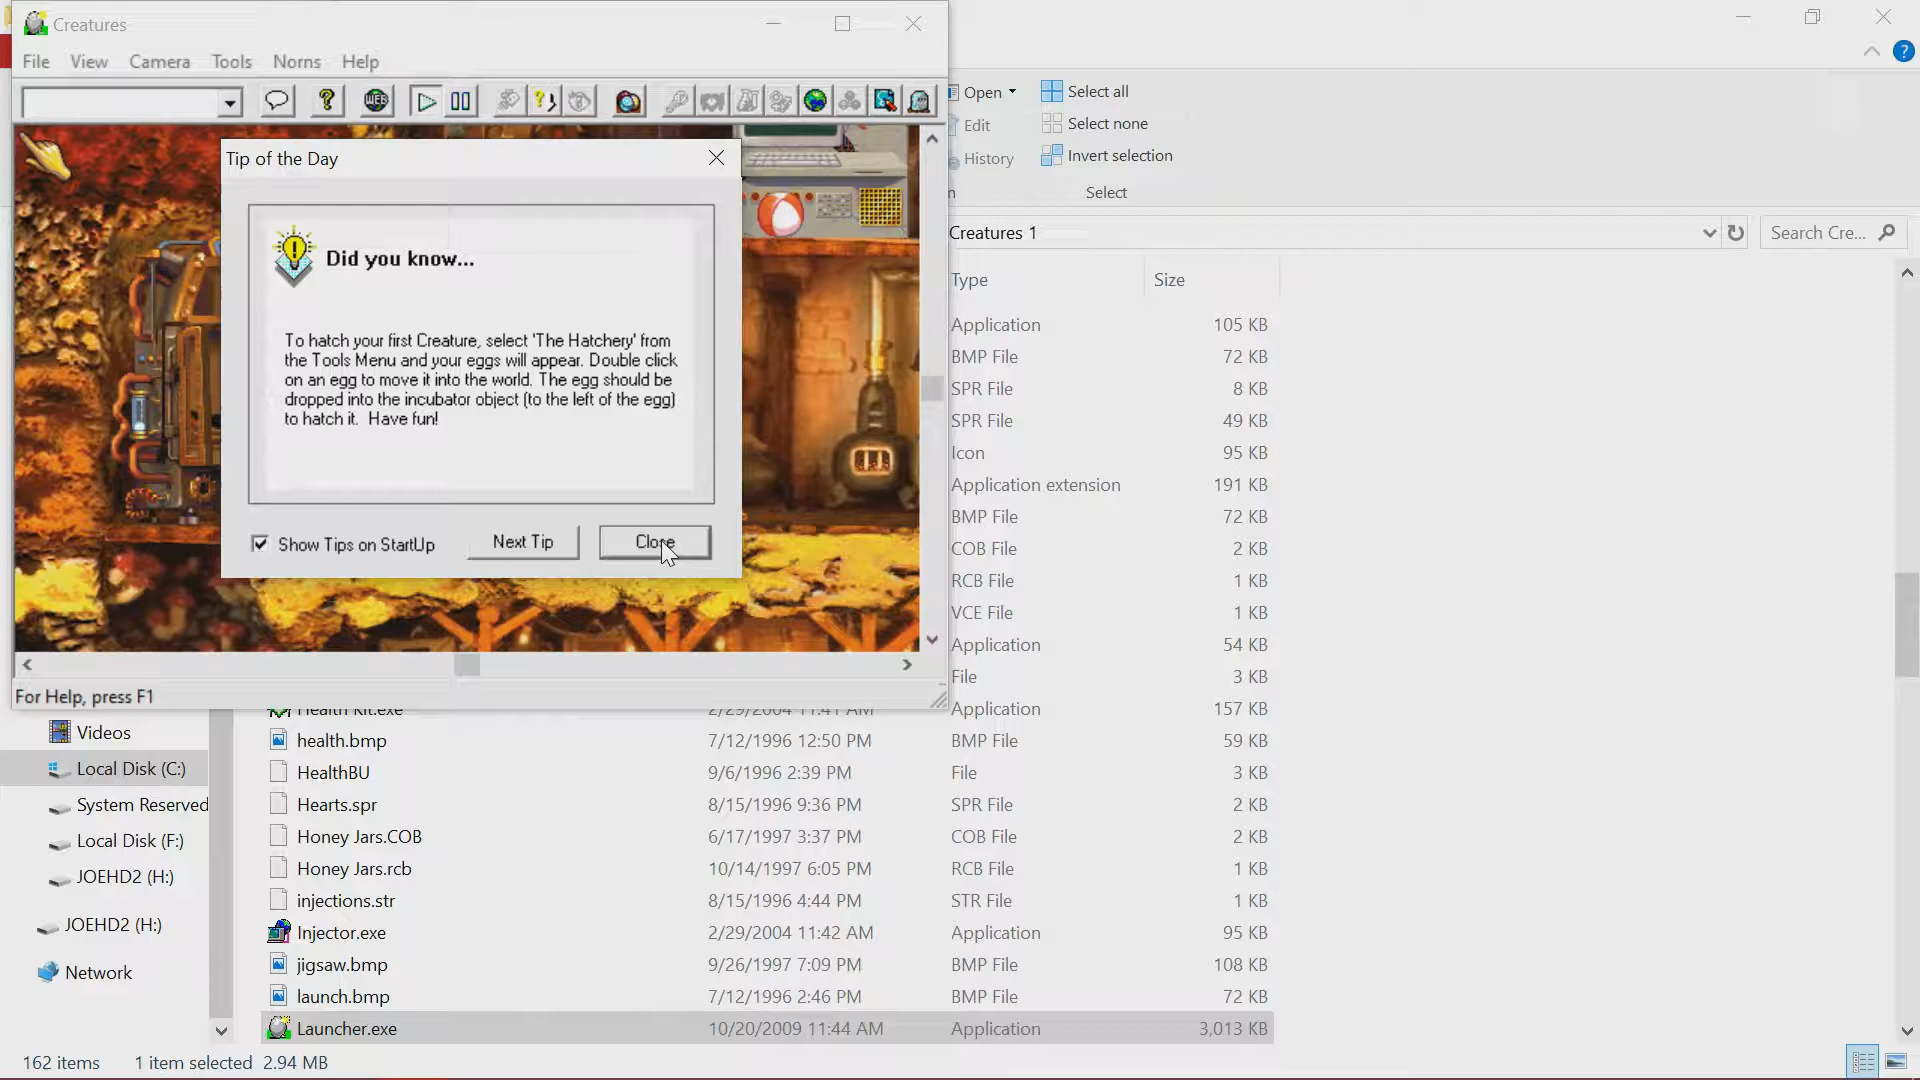 Creatures
File View Camera Tools Norns Help
WEB
Tip of the Day
Did you know...
To hatch your first Creature, select 'The Hatchery' from
the Tools Menu and your eggs will appear. Double click
on an egg to move it into the world. The egg should be
dropped into the incubator object (to the left of the egg)
to hatch it. Have fun!
Show Tips on StartUp
Next Tip
Close
For Help, press F1
Open
Select all
Edit
Select none
History
Invert selection
Select
Creatures 1
Search Cre...
Type Size
Application 105 KB
BMP File 72 KB
SPR File 8 KB
SPR File 49 KB
Icon 95 KB
Application extension 191 KB
BMP File 72 KB
COB File 2 KB
RCB File 1 KB
VCE File 1 KB
Application 54 KB
File 3 KB
Health Kit.exe 2/29/2004 11:41 AM Application 157 KB
health.bmp 7/12/1996 12:50 PM BMP File 59 KB
HealthBU 9/6/1996 2:39 PM File 3 KB
Hearts.spr 8/15/1996 9:36 PM SPR File 2 KB
Honey Jars.COB 6/17/1997 3:37 PM COB File 2 KB
Honey Jars.rcb 10/14/1997 6:05 PM RCB File 1 KB
injections.str 8/15/1996 4:44 PM STR File 1 KB
Injector.exe 2/29/2004 11:42 AM Application 95 KB
jigsaw.bmp 9/26/1997 7:09 PM BMP File 108 KB
launch.bmp 7/12/1996 2:46 PM BMP File 72 KB
Launcher.exe 10/20/2009 11:44 AM Application 3,013 KB
Videos
Local Disk (C:)
System Reserved
Local Disk (F:)
JOEHD2 (H:)
JOEHD2 (H:)
Network
162 items 1 item selected 2.94 MB